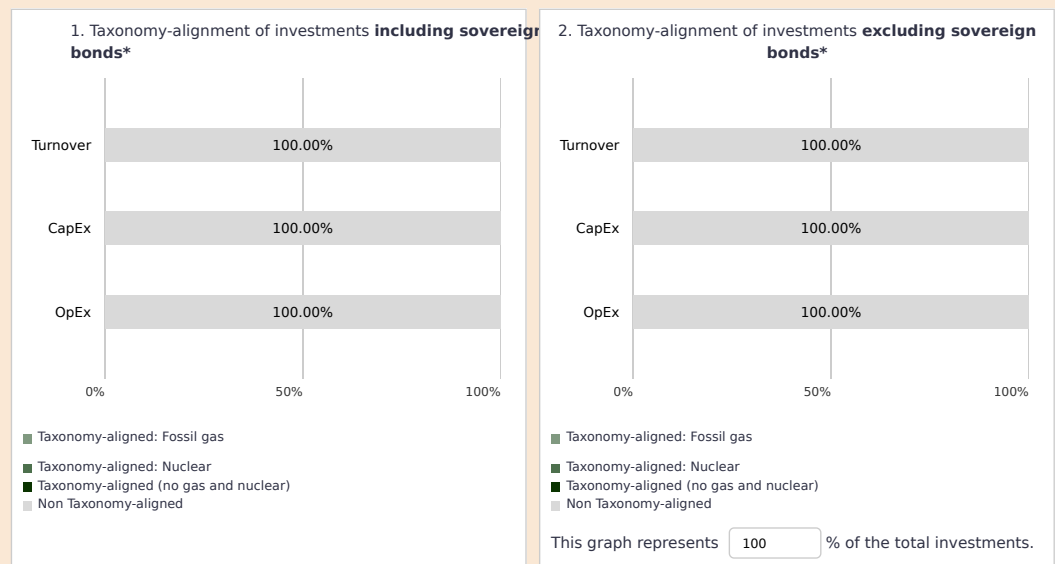 1. Taxonomy-alignment of investments including sovereign
bonds*
Turnover
100.00%
CapEx
100.00%
OpEx
100.00%
0%
50%
100%
Taxonomy-aligned: Fossil gas
Taxonomy-aligned: Nuclear
Taxonomy-aligned (no gas and nuclear)
Non Taxonomy-aligned
2. Taxonomy-alignment of investments excluding sovereign
bonds*
Turnover
100.00%
CapEx
100.00%
OpEx
100.00%
0%
50%
100%
Taxonomy-aligned: Fossil gas
Taxonomy-aligned: Nuclear
Taxonomy-aligned (no gas and nuclear)
Non Taxonomy-aligned
This graph represents 100 % of the total investments.